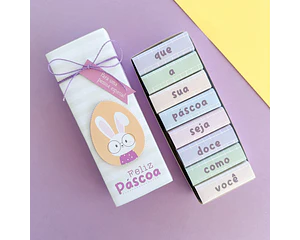 Feliz
Páscoa
que
a
sua
páscoa
seja
doce
como
você